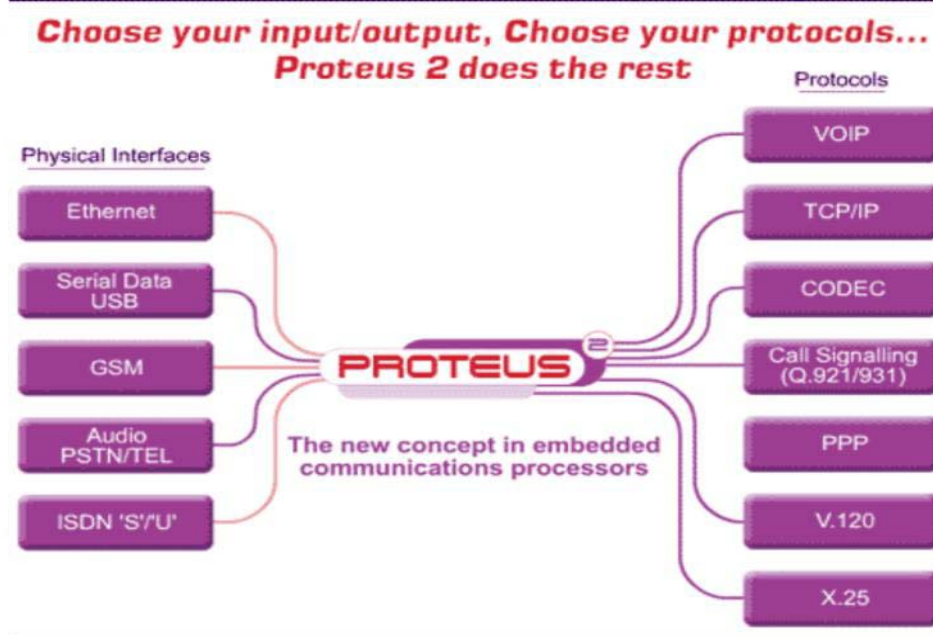 Choose your input/output, Choose your protocols...
Proteus 2 does the rest
Protocols
Physical Interfaces
Ethernet
Serial Data
USB
GSM
Audio
PSTN/TEL
ISDN 'S'/'U'
PROTEUS 2
The new concept in embedded
communications processors
VOIP
TCP/IP
CODEC
Call Signalling
(Q.921/931)
PPP
V.120
X.25